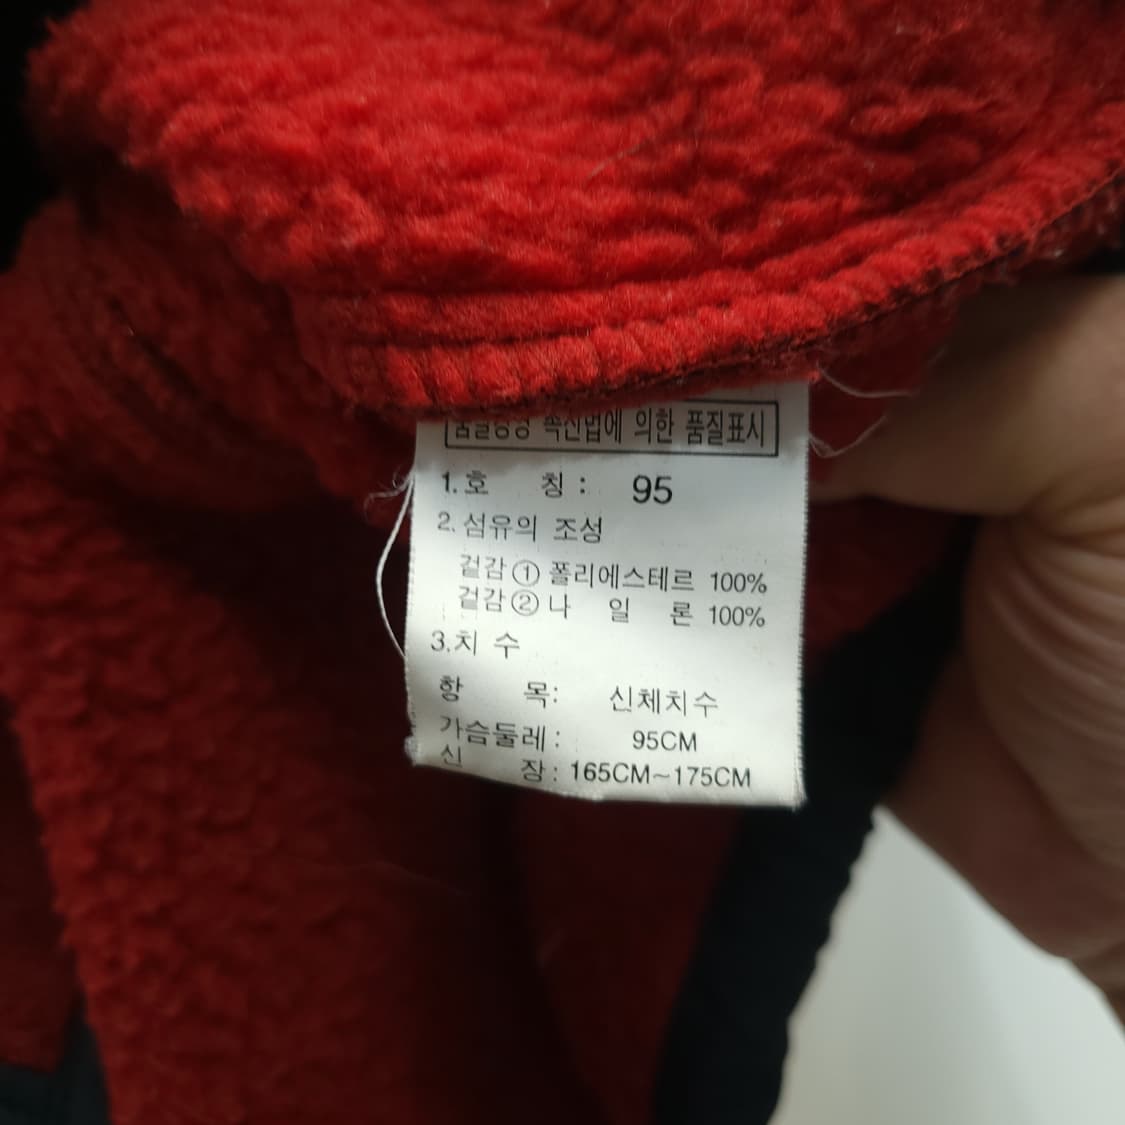 촉진법에 의한 품질표시
1. 호 칭 : 95
2. 섬유의 조성
겉감 ① 폴리에스테르 100%
겉감 ② 나 일 론 100%
3. 치 수
항 목: 신체치수
가슴둘레 : 95CM
신 장 : 165CM~175CM